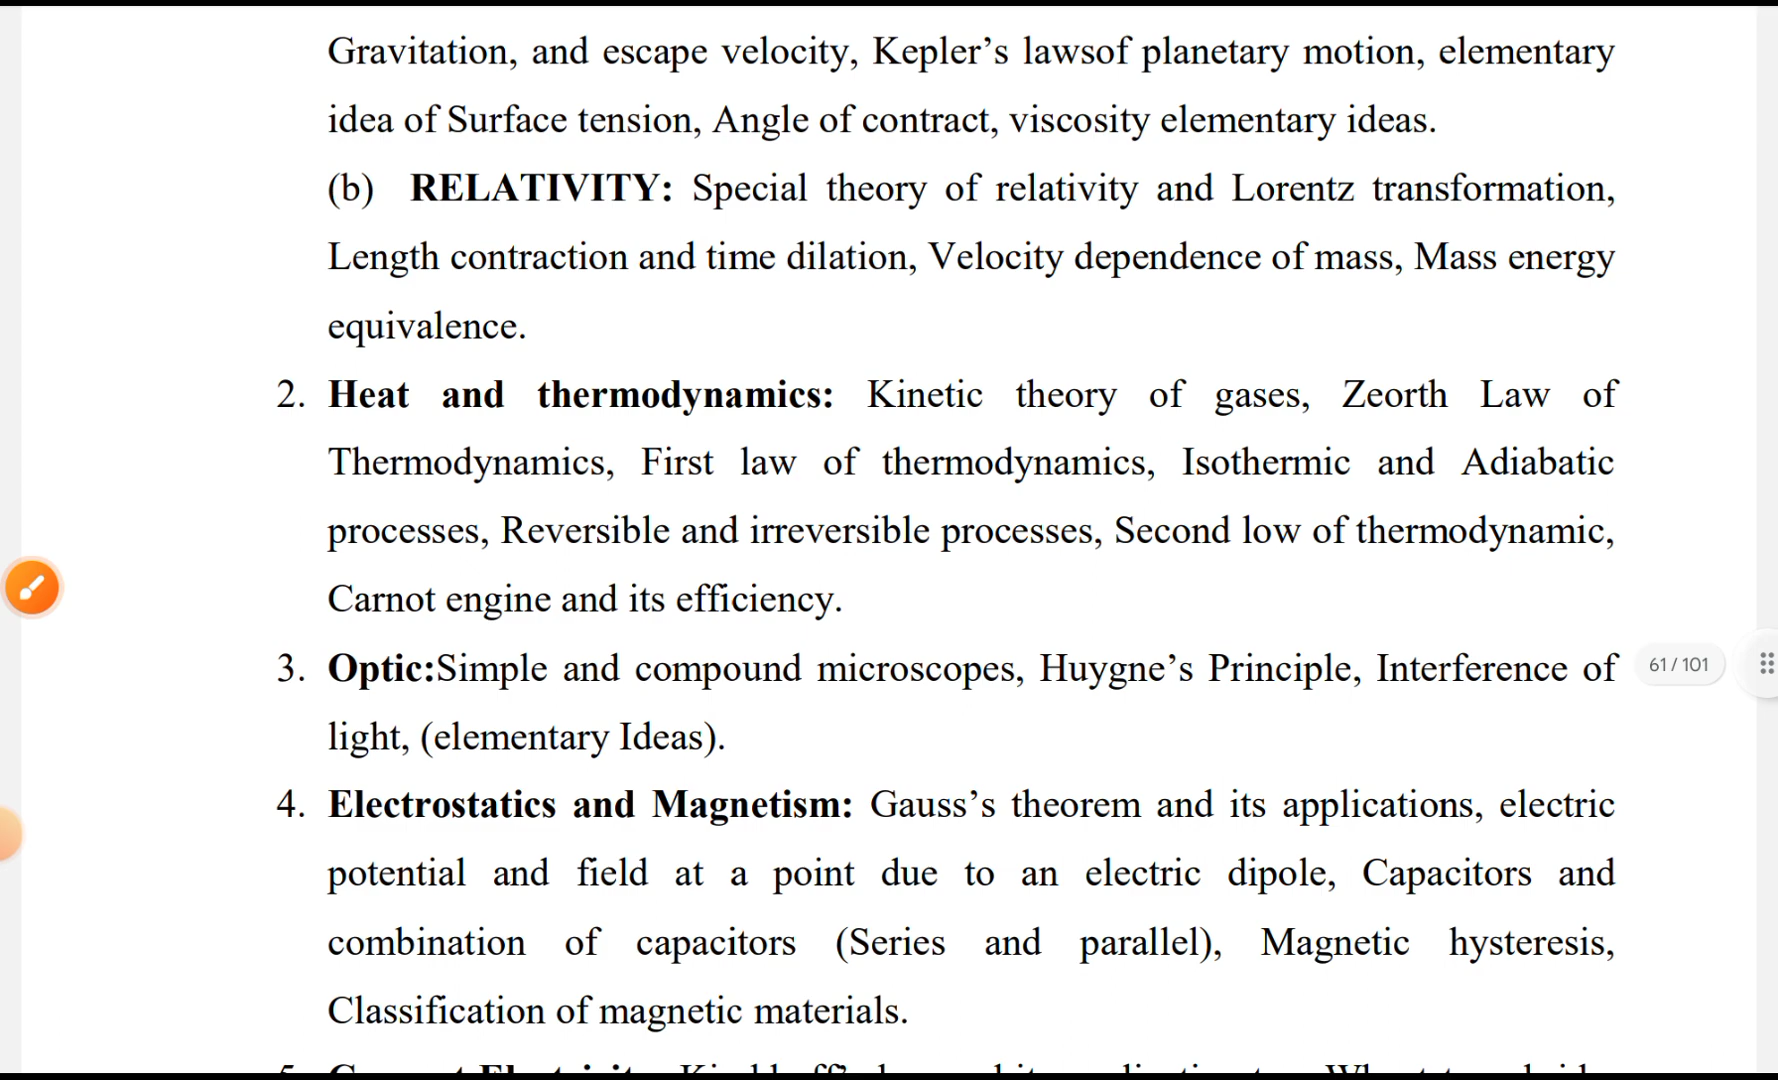 Gravitation, and escape velocity, Kepler’s lawsof planetary motion, elementary
idea of Surface tension, Angle of contract, viscosity elementary ideas.
(b) RELATIVITY: Special theory of relativity and Lorentz transformation,
Length contraction and time dilation, Velocity dependence of mass, Mass energy
equivalence.
2. Heat and thermodynamics: Kinetic theory of gases, Zeorth Law of
Thermodynamics, First law of thermodynamics, Isothermic and Adiabatic
processes, Reversible and irreversible processes, Second low of thermodynamic,
Carnot engine and its efficiency.
3. Optic:Simple and compound microscopes, Huygne’s Principle, Interference of
61 / 101
light, (elementary Ideas).
4. Electrostatics and Magnetism: Gauss’s theorem and its applications, electric
potential and field at a point due to an electric dipole, Capacitors and
combination of capacitors (Series and parallel), Magnetic hysteresis,
Classification of magnetic materials.